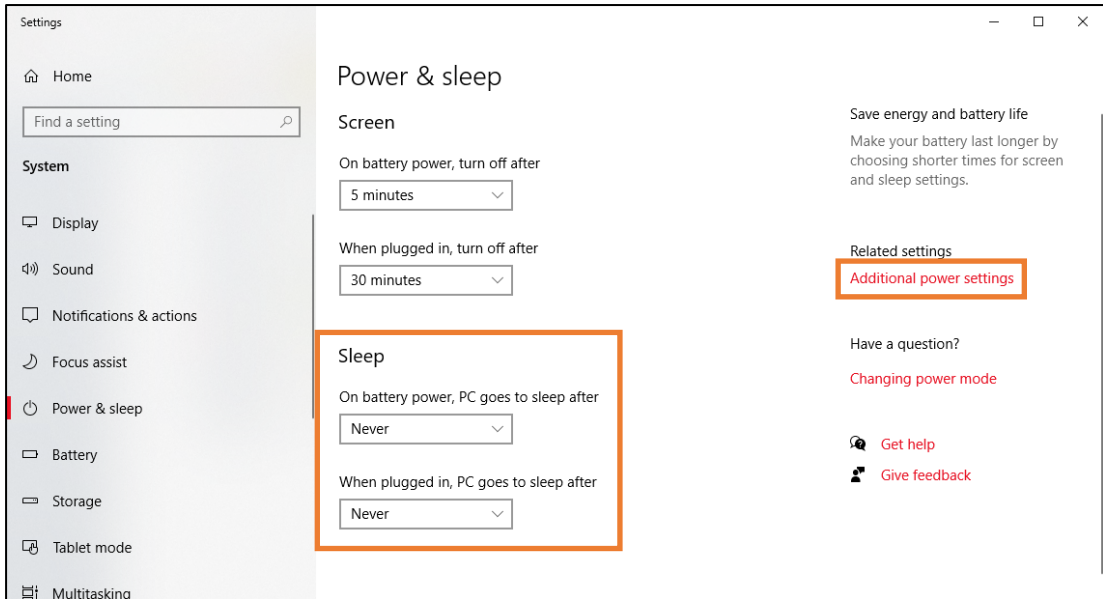 Settings
Home
Find a setting
System
Display
Sound
Notifications & actions
Focus assist
Power & sleep
Battery
Storage
Tablet mode
Multitasking
Power & sleep
Screen
On battery power, turn off after
5 minutes
When plugged in, turn off after
30 minutes
Sleep
On battery power, PC goes to sleep after
Never
When plugged in, PC goes to sleep after
Never
Save energy and battery life
Make your battery last longer by
choosing shorter times for screen
and sleep settings.
Related settings
Additional power settings
Have a question?
Changing power mode
Get help
Give feedback